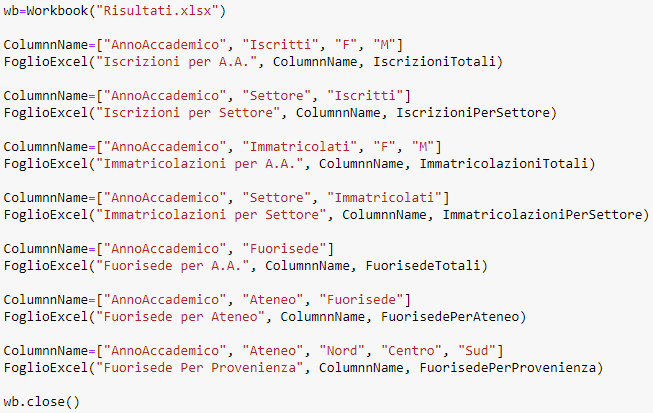 wb=Workbook("Risultati.xlsx")
ColumnnName=["AnnoAccademico", "Iscritti", "F", "M"]
FoglioExcel("Iscrizioni per A.A.", ColumnnName, IscrizioniTotali)
ColumnnName=["AnnoAccademico", "Settore", "Iscritti"]
FoglioExcel("Iscrizioni per Settore", ColumnnName, IscrizioniPerSettore)
ColumnnName=["AnnoAccademico", "Immatricolati", "F", "M"]
FoglioExcel("Immatricolazioni per A.A.", ColumnnName, ImmatricolazioniTotali)
ColumnnName=["AnnoAccademico", "Settore", "Immatricolati"]
FoglioExcel("Immatricolazioni per Settore", ColumnnName, ImmatricolazioniPerSettore)
ColumnnName=["AnnoAccademico", "Fuorisede"]
FoglioExcel("Fuorisede per A.A.", ColumnnName, FuorisedeTotali)
ColumnnName=["AnnoAccademico", "Ateneo", "Fuorisede"]
FoglioExcel("Fuorisede per Ateneo", ColumnnName, FuorisedePerAteneo)
ColumnnName=["AnnoAccademico", "Ateneo", "Nord", "Centro", "Sud"]
FoglioExcel("Fuorisede Per Provenienza", ColumnnName, FuorisedePerProvenienza)
wb.close()